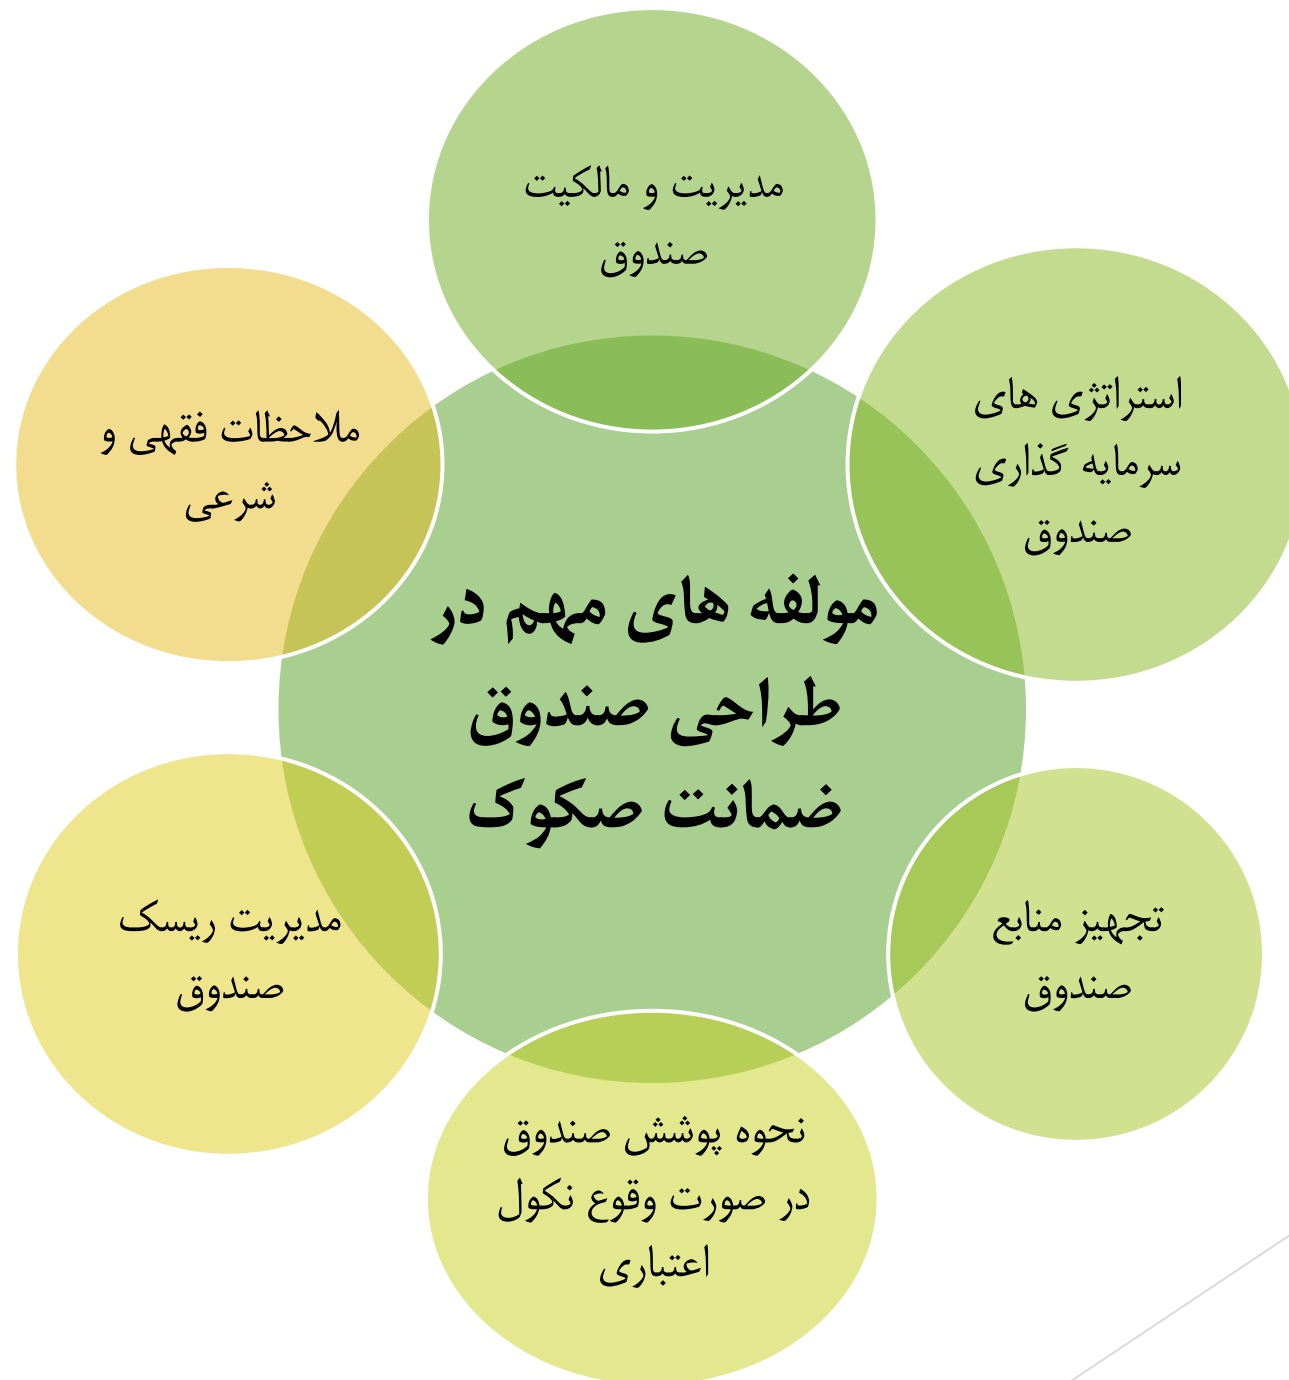 مدیریت و مالکیت
صندوق
استراتژی های
سرمایه گذاری
صندوق
تجهیز منابع
صندوق
نحوه پوشش صندوق
در صورت وقوع نکول
اعتباری
مدیریت ریسک
صندوق
ملاحظات فقهی و
شرعی
مولفه های مهم در
طراحی صندوق
ضمانت صکوک